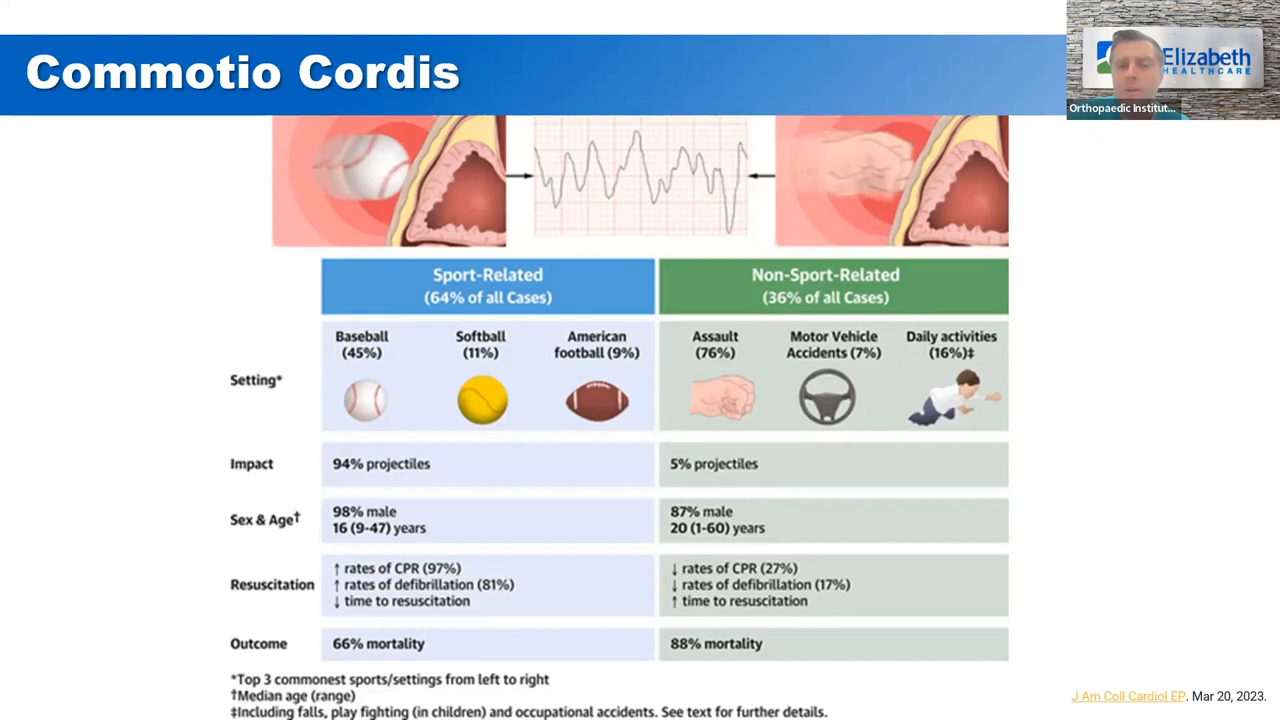 Commotio Cordis
Elizabeth
HEALTHCARE
Orthopaedic Institut...
Sport-Related
(64% of all Cases)
Non-Sport-Related
(36% of all Cases)
Setting*
Baseball
(45%)
Softball
(11%)
American
football (9%)
Assault
(76%)
Motor Vehicle
Accidents (7%)
Daily activities
(16%)‡
Impact
94% projectiles
5% projectiles
Sex & Age†
98% male
16 (9-47) years
87% male
20 (1-60) years
Resuscitation
↑ rates of CPR (97%)
↑ rates of defibrillation (81%)
↓ time to resuscitation
↓ rates of CPR (27%)
↓ rates of defibrillation (17%)
↑ time to resuscitation
Outcome
66% mortality
88% mortality
*Top 3 commonest sports/settings from left to right
†Median age (range)
‡Including falls, play fighting (in children) and occupational accidents. See text for further details.
J Am Coll Cardiol EP. Mar 20, 2023.